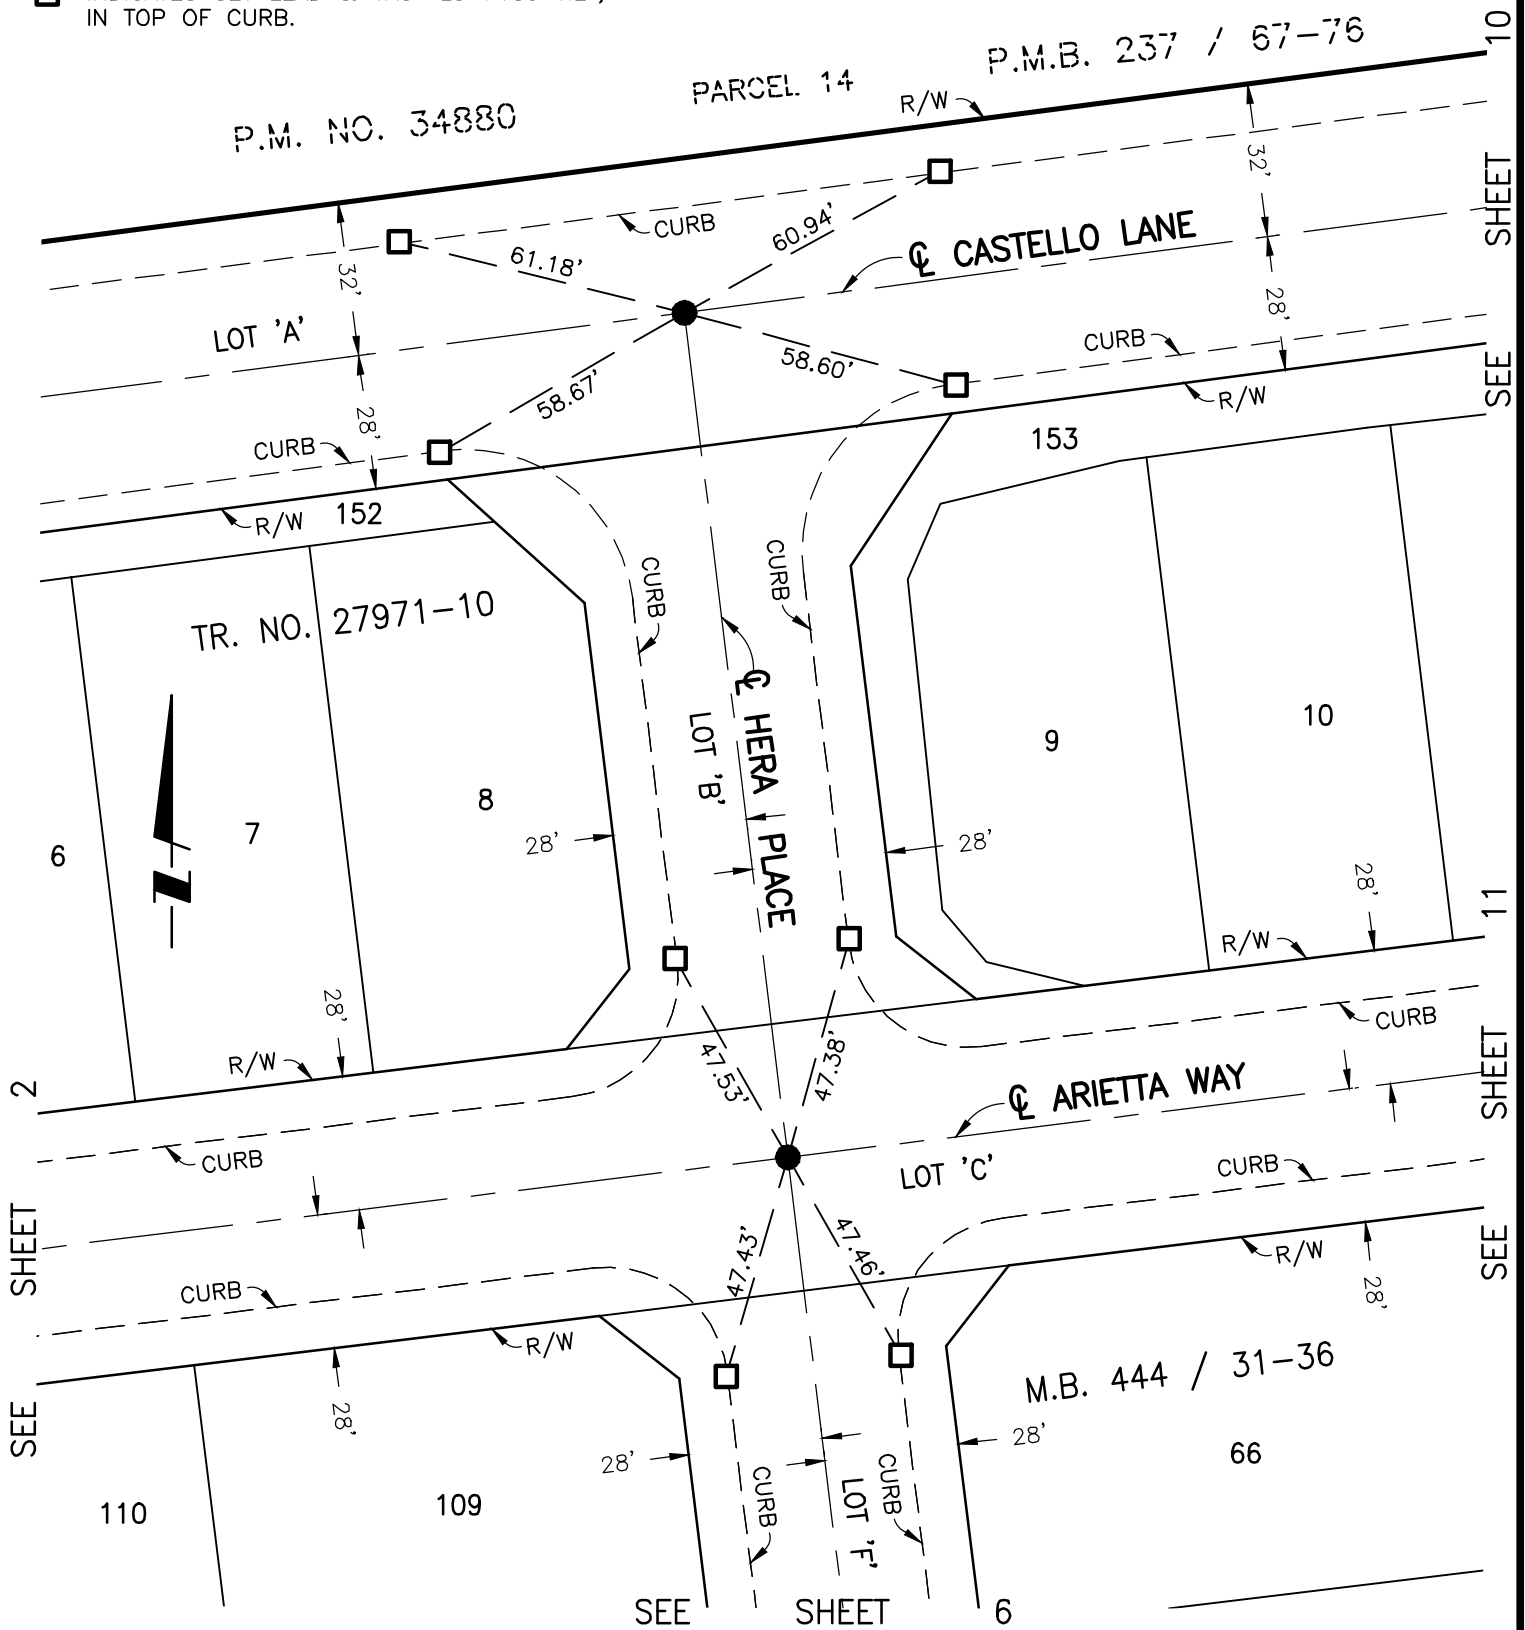 IN TOP OF CURB.
P.M. NO. 34880
PARCEL 14
P.M.B. 237 / 67-76
SEE SHEET 10
R/W
32'
CURB
60.94'
61.18'
℄ CASTELLO LANE
32'
LOT 'A'
28'
58.60'
CURB
58.67'
R/W
28'
CURB
153
R/W
152
CURB
CURB
TR. NO. 27971-10
℄ HERA PLACE
LOT 'B'
10
9
8
7
6
28'
28'
28'
R/W
SEE SHEET 11
28'
R/W
CURB
47.53'
47.38'
℄ ARIETTA WAY
SEE SHEET 2
CURB
LOT 'C'
CURB
47.43'
47.46'
R/W
CURB
28'
R/W
M.B. 444 / 31-36
28'
28'
28'
66
CURB
CURB
LOT 'F'
110
109
SEE SHEET 6